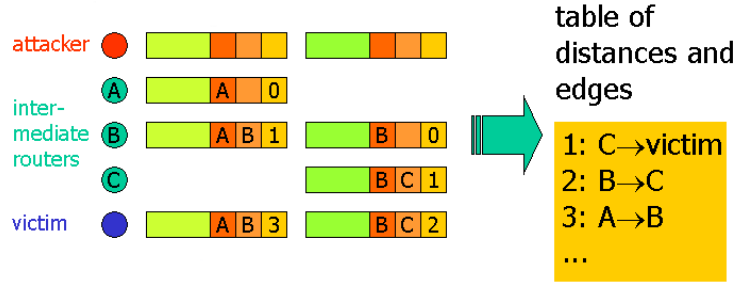 table of
distances and
edges
attacker
A
A 0
inter-
mediate
routers
B
A B 1
B 0
C
B C 1
victim
A B 3
B C 2
1: C→victim
2: B→C
3: A→B
...